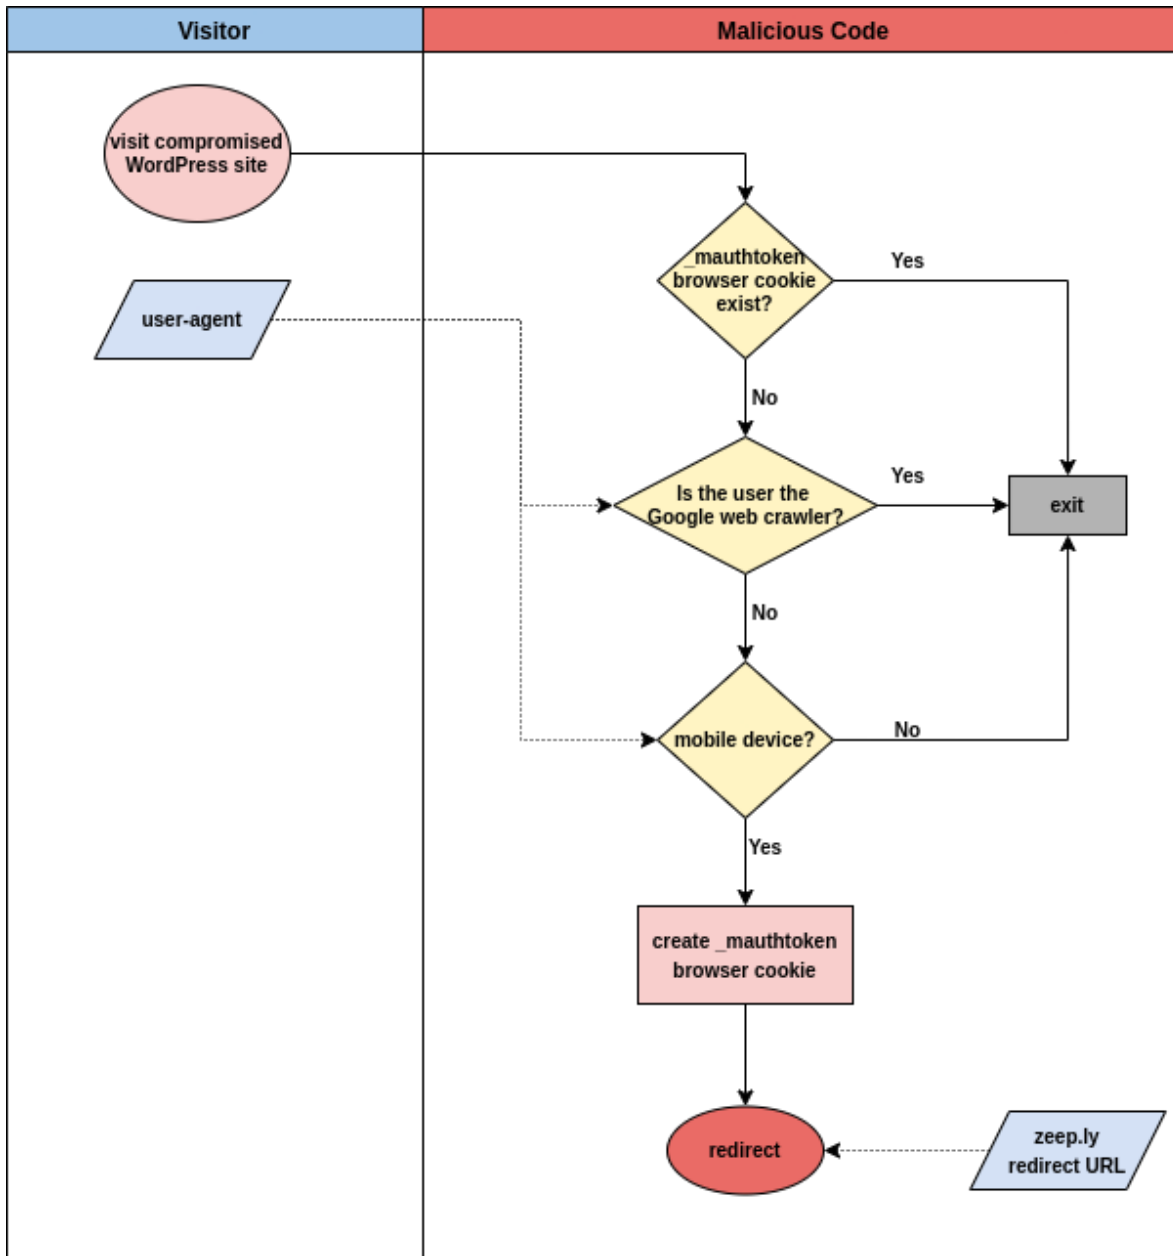 Visitor
Malicious Code
visit compromised
WordPress site
_mauthtoken
browser cookie
exist?
Yes
user-agent
No
Is the user the
Google web crawler?
Yes
exit
No
mobile device?
No
Yes
create _mauthtoken
browser cookie
redirect
zeep.ly
redirect URL